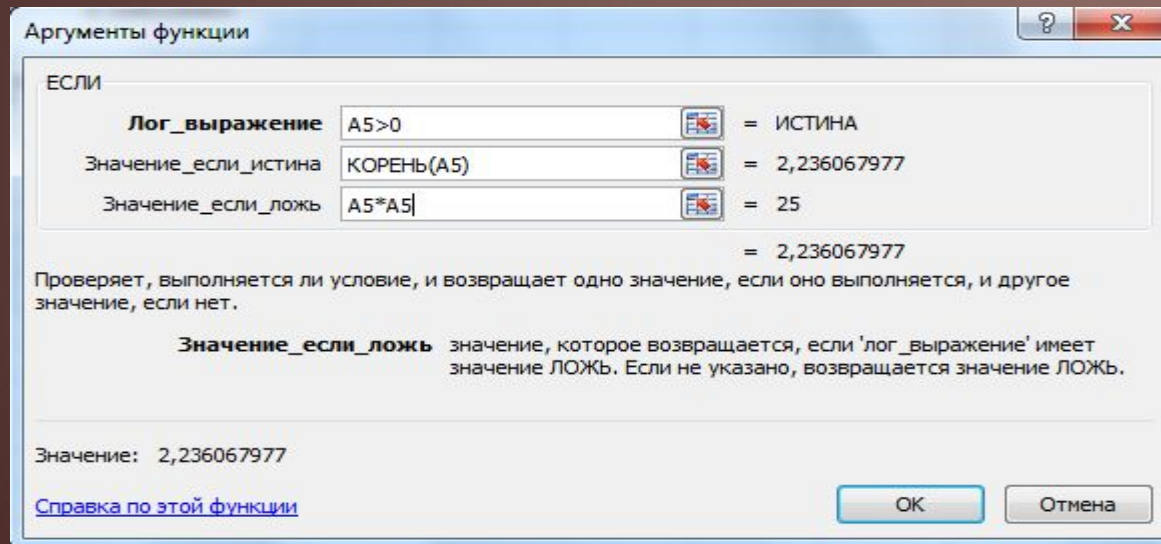 Аргументы функции
ЕСЛИ
Лог_выражение A5>0 = ИСТИНА
Значение_если_истина КОРЕНЬ(A5) = 2,236067977
Значение_если_ложь A5*A5 = 25
= 2,236067977
Проверяет, выполняется ли условие, и возвращает одно значение, если оно выполняется, и другое
значение, если нет.
Значение_если_ложь значение, которое возвращается, если 'лог_выражение' имеет
значение ЛОЖЬ. Если не указано, возвращается значение ЛОЖЬ.
Значение: 2,236067977
Справка по этой функции ОК Отмена